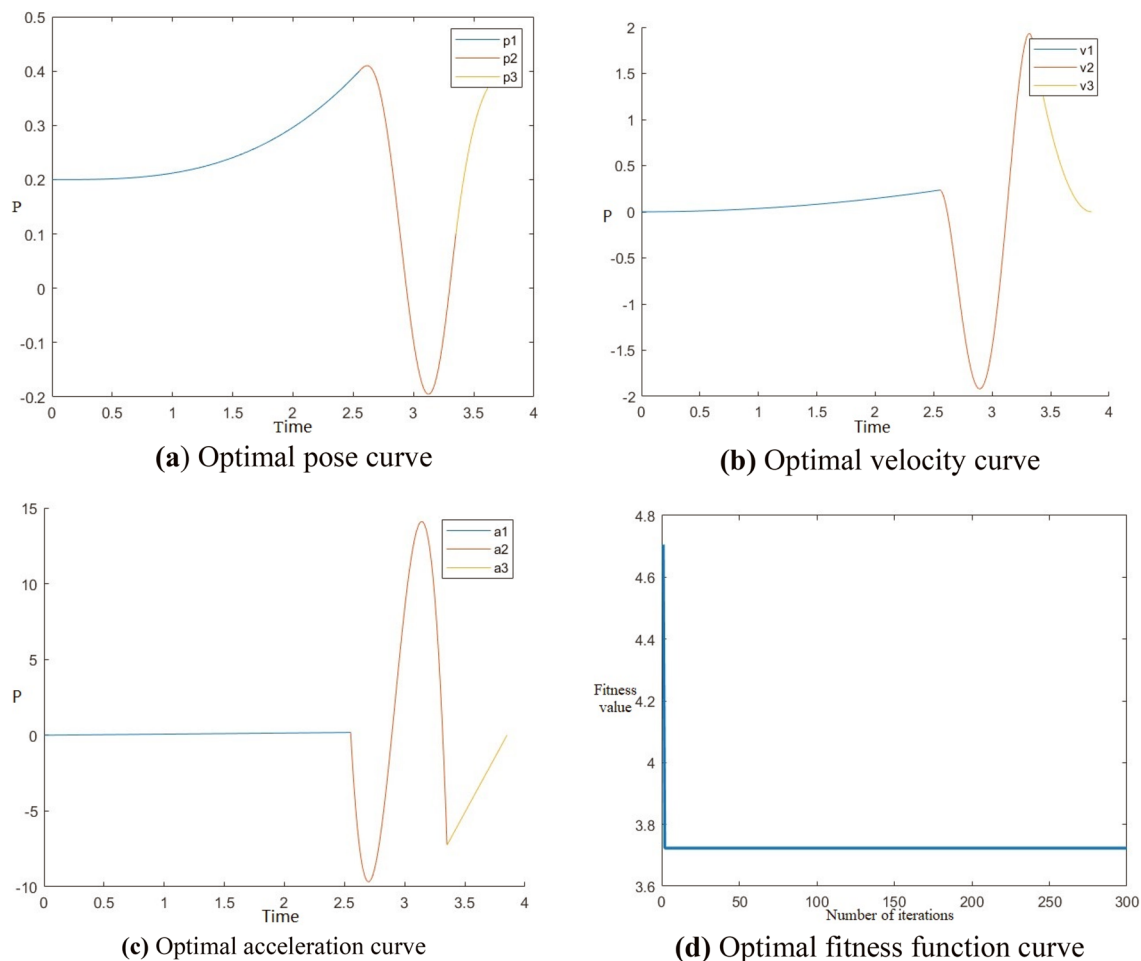 0.5
0.4
0.3
0.2
P
0.1
0
-0.1
-0.2
0 0.5 1 1.5 2 2.5 3 3.5 4
Time
p1
p2
p3
(a) Optimal pose curve
2
1.5
1
0.5
0
P
-0.5
-1
-1.5
-2
0 0.5 1 1.5 2 2.5 3 3.5 4
Time
v1
v2
v3
(b) Optimal velocity curve
15
10
5
P
0
-5
-10
0 0.5 1 1.5 2 2.5 3 3.5 4
Time
a1
a2
a3
(c) Optimal acceleration curve
4.8
4.6
4.4
Fitness
value
4.2
4
3.8
3.6
0 50 100 150 200 250 300
Number of iterations
(d) Optimal fitness function curve